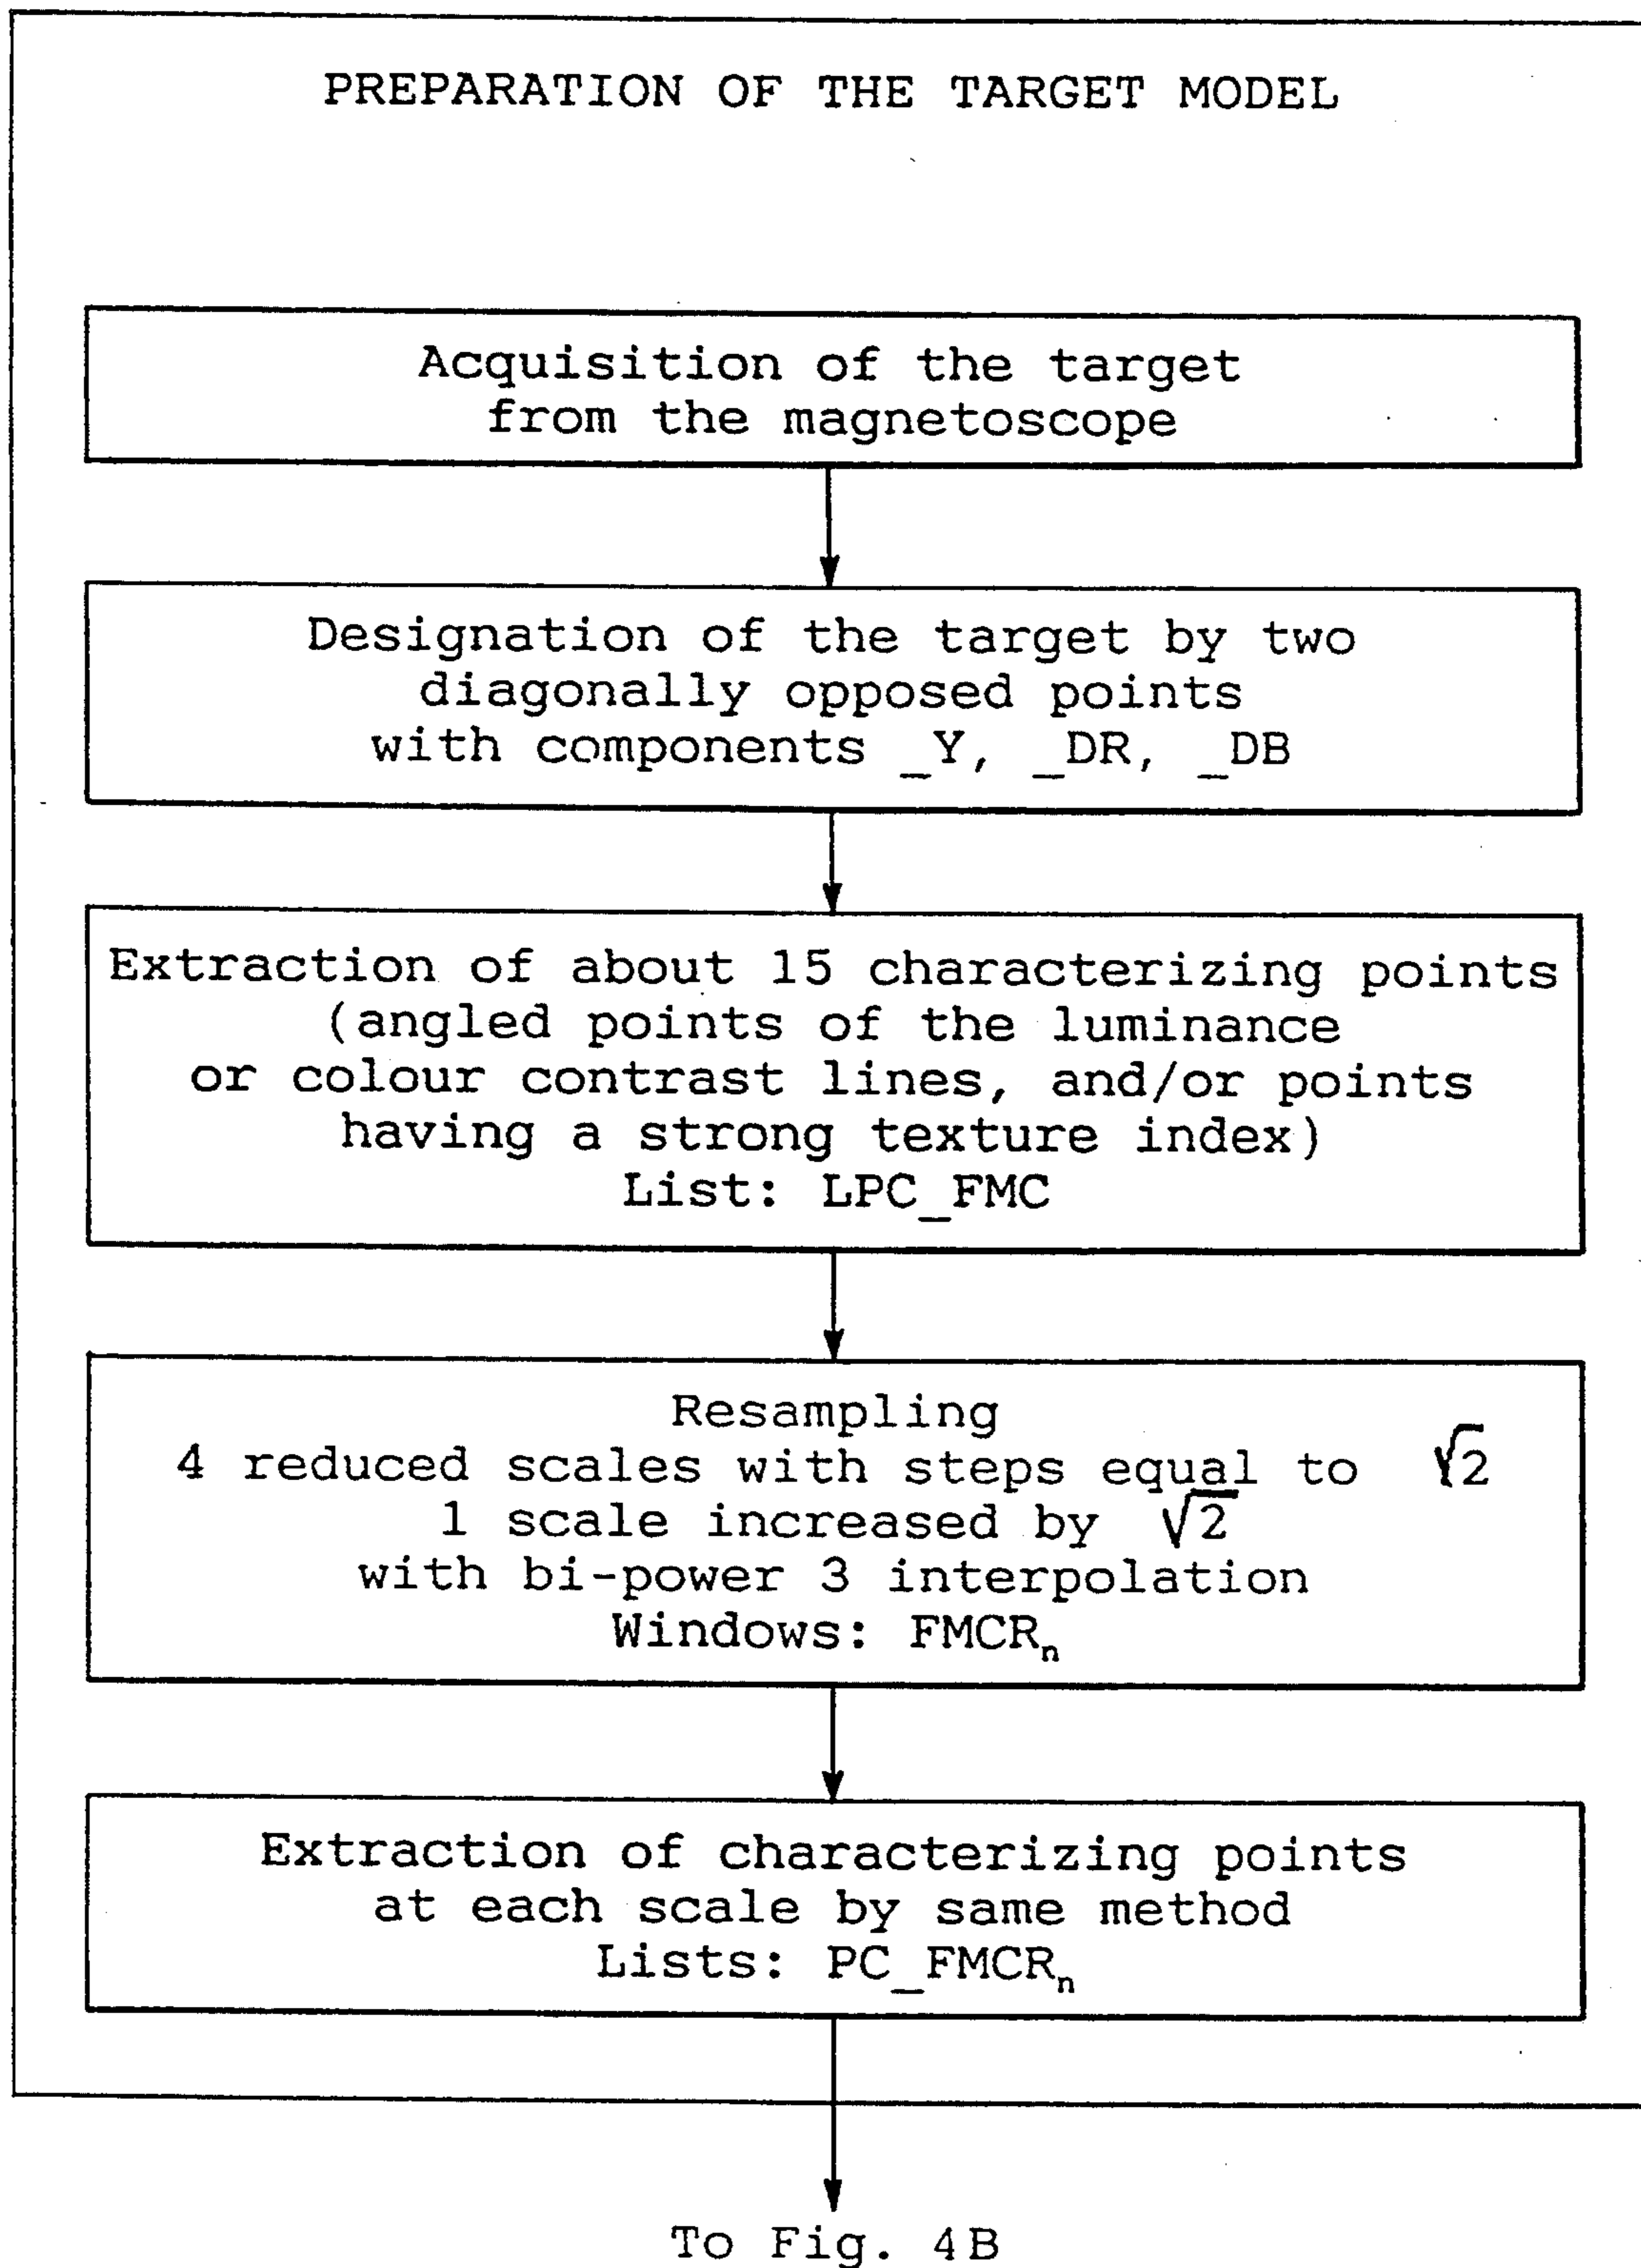 PREPARATION OF THE TARGET MODEL
Acquisition of the target
from the magnetoscope
Designation of the target by two
diagonally opposed points
with components _Y, _DR, _DB
Extraction of about 15 characterizing points
(angled points of the luminance
or colour contrast lines, and/or points
having a strong texture index)
List: LPC_FMC
Resampling
4 reduced scales with steps equal to √2
1 scale increased by √2
with bi-power 3 interpolation
Windows: FMCRₙ
Extraction of characterizing points
at each scale by same method
Lists: PC_FMCRₙ
To Fig. 4B